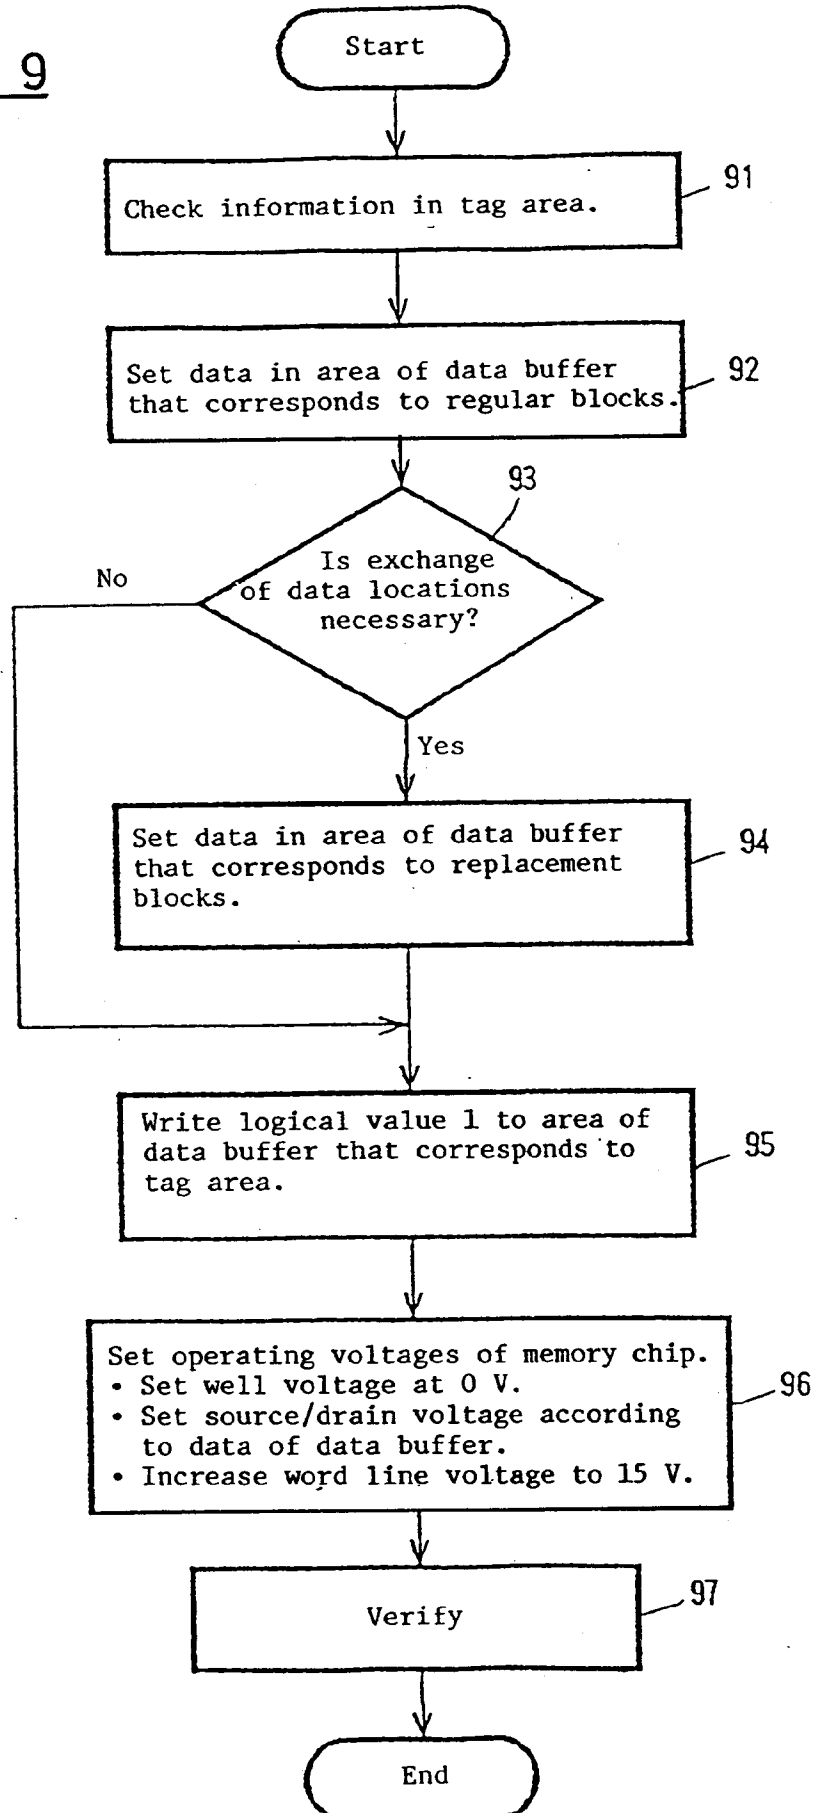 9
Start
Check information in tag area.
91
Set data in area of data buffer
that corresponds to regular blocks.
92
93
Is exchange
of data locations
necessary?
No
Yes
Set data in area of data buffer
that corresponds to replacement
blocks.
94
Write logical value 1 to area of
data buffer that corresponds to
tag area.
95
Set operating voltages of memory chip.
• Set well voltage at 0 V.
• Set source/drain voltage according
to data of data buffer.
• Increase word line voltage to 15 V.
96
Verify
97
End